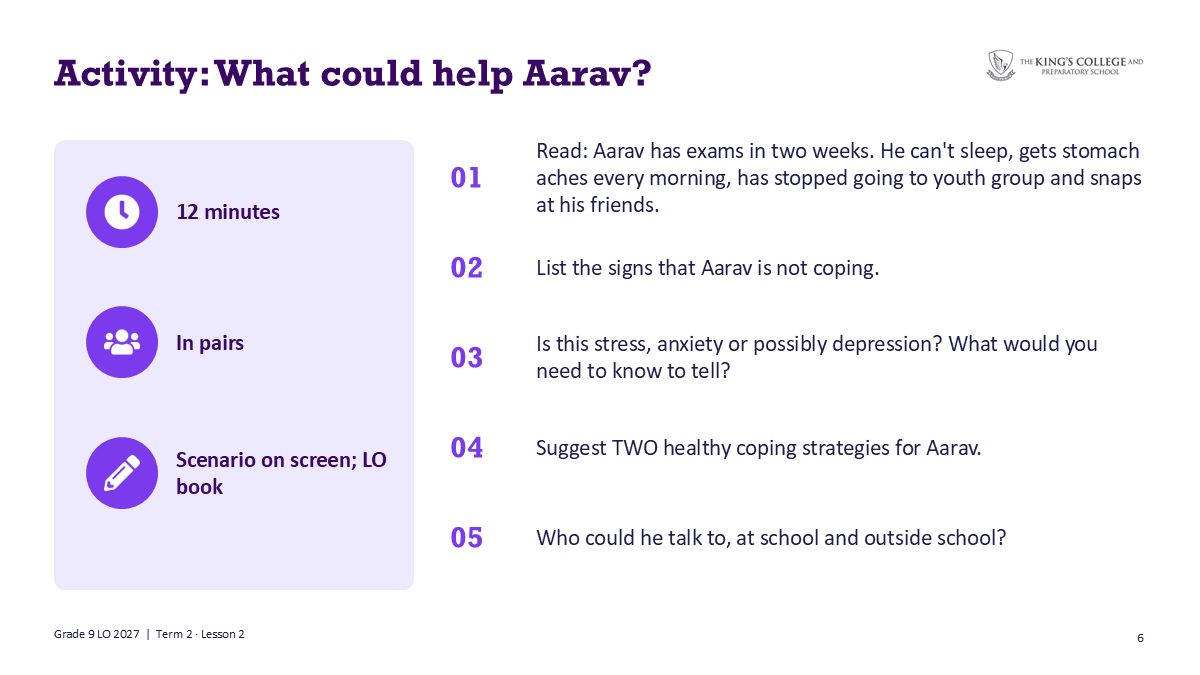 Activity: What could help Aarav?
THE KING'S COLLEGE AND
PREPARATORY SCHOOL
12 minutes
In pairs
Scenario on screen; LO
book
01
Read: Aarav has exams in two weeks. He can't sleep, gets stomach
aches every morning, has stopped going to youth group and snaps
at his friends.
02
List the signs that Aarav is not coping.
03
Is this stress, anxiety or possibly depression? What would you
need to know to tell?
04
Suggest TWO healthy coping strategies for Aarav.
05
Who could he talk to, at school and outside school?
Grade 9 LO 2027 | Term 2 · Lesson 2
6